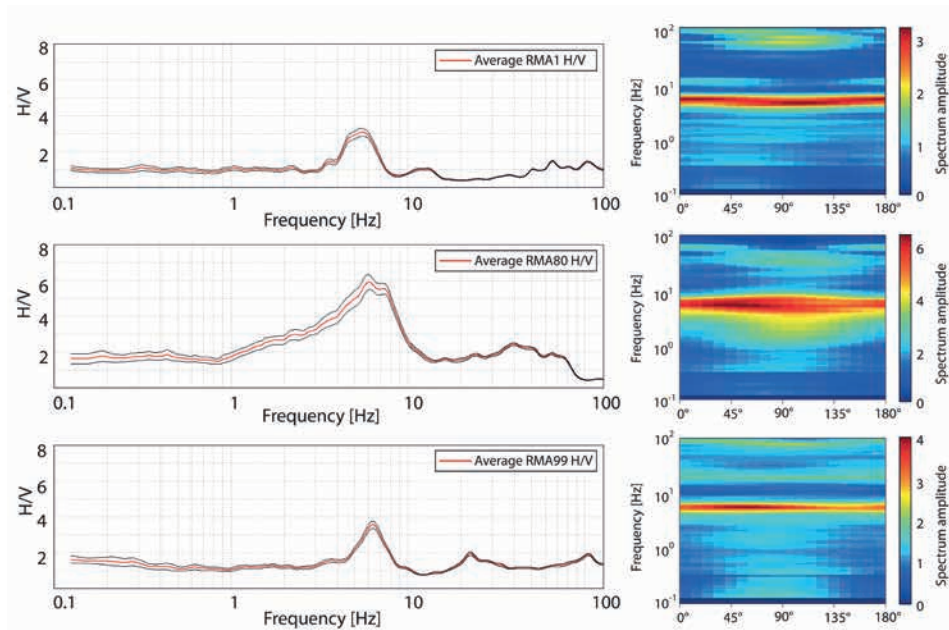 8
6
4
2
H/V
Average RMA1 H/V
0.1
1
10
100
Frequency [Hz]
10²
10¹
10⁰
10⁻¹
Frequency [Hz]
0° 45° 90° 135° 180°
3
2
1
0
Spectrum amplitude
8
6
4
2
H/V
Average RMA80 H/V
0.1
1
10
100
Frequency [Hz]
10²
10¹
10⁰
10⁻¹
Frequency [Hz]
0° 45° 90° 135° 180°
6
4
2
0
Spectrum amplitude
8
6
4
2
H/V
Average RMA99 H/V
0.1
1
10
100
Frequency [Hz]
10²
10¹
10⁰
10⁻¹
Frequency [Hz]
0° 45° 90° 135° 180°
4
3
2
1
0
Spectrum amplitude